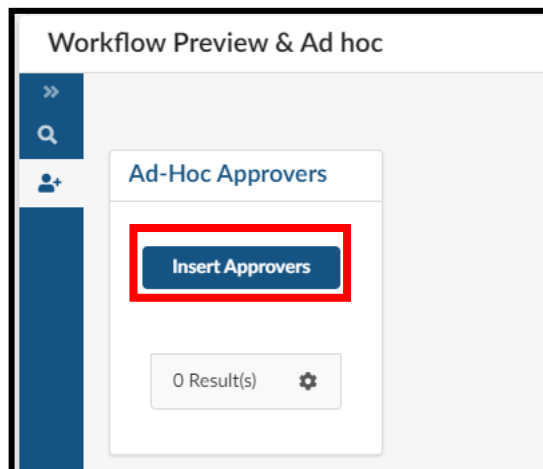 Workflow Preview & Ad hoc
Ad-Hoc Approvers
Insert Approvers
0 Result(s)